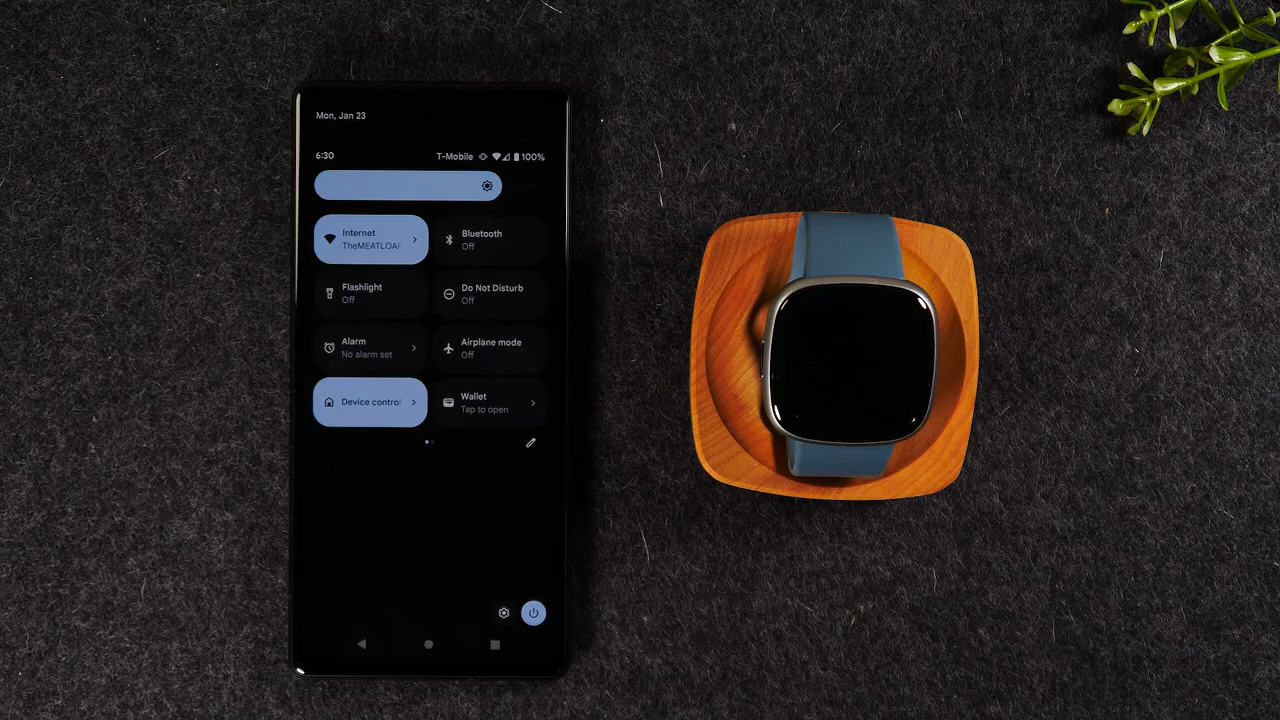 Mon, Jan 23
6:30 T-Mobile 100%
Internet
TheMEATLOAF
Bluetooth
Off
Flashlight
Off
Do Not Disturb
Off
Alarm
No alarm set
Airplane mode
Off
Device control
Wallet
Tap to open